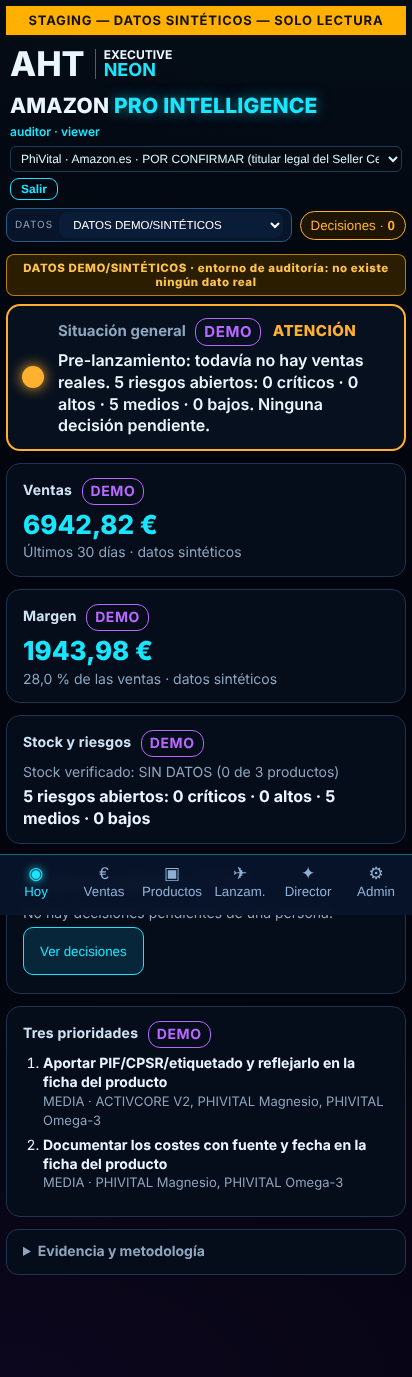 STAGING — DATOS SINTÉTICOS — SOLO LECTURA
AHT
EXECUTIVE
NEON
AMAZON PRO INTELLIGENCE
auditor · viewer
PhiVital · Amazon.es · POR CONFIRMAR (titular legal del Seller Ce
Salir
DATOS
DATOS DEMO/SINTÉTICOS
Decisiones · 0
DATOS DEMO/SINTÉTICOS · entorno de auditoría: no existe
ningún dato real
Situación general DEMO ATENCIÓN
Pre-lanzamiento: todavía no hay ventas
reales. 5 riesgos abiertos: 0 críticos · 0
altos · 5 medios · 0 bajos. Ninguna
decisión pendiente.
Ventas DEMO
6942,82 €
Últimos 30 días · datos sintéticos
Margen DEMO
1943,98 €
28,0 % de las ventas · datos sintéticos
Stock y riesgos DEMO
Stock verificado: SIN DATOS (0 de 3 productos)
5 riesgos abiertos: 0 críticos · 0 altos · 5
medios · 0 bajos
Hoy
€ Ventas
Productos
Lanzam.
Director
Admin
No hay decisiones pendientes de una persona.
Ver decisiones
Tres prioridades DEMO
1. Aportar PIF/CPSR/etiquetado y reflejarlo en la
ficha del producto
MEDIA · ACTIVCORE V2, PHIVITAL Magnesio, PHIVITAL
Omega-3
2. Documentar los costes con fuente y fecha en la
ficha del producto
MEDIA · PHIVITAL Magnesio, PHIVITAL Omega-3
Evidencia y metodología